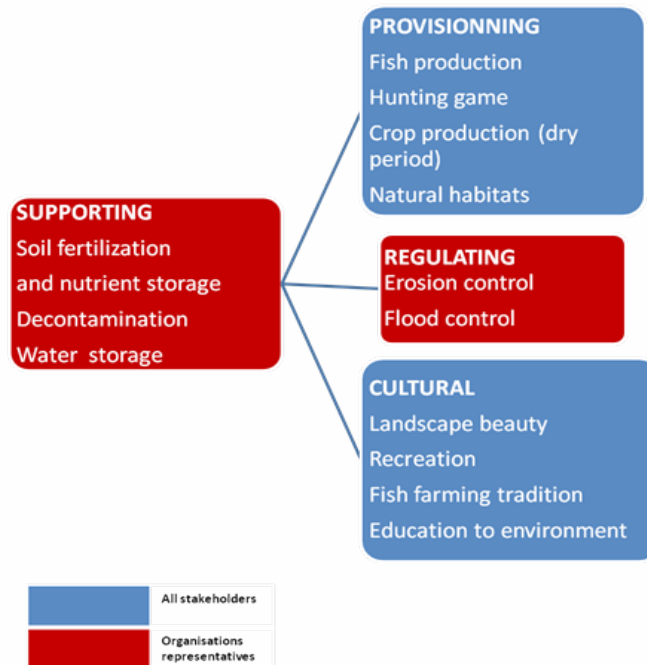 PROVISIONNING
Fish production
Hunting game
Crop production (dry
period)
Natural habitats
SUPPORTING
Soil fertilization
and nutrient storage
Decontamination
Water storage
REGULATING
Erosion control
Flood control
CULTURAL
Landscape beauty
Recreation
Fish farming tradition
Education to environment
All stakeholders
Organisations
representatives